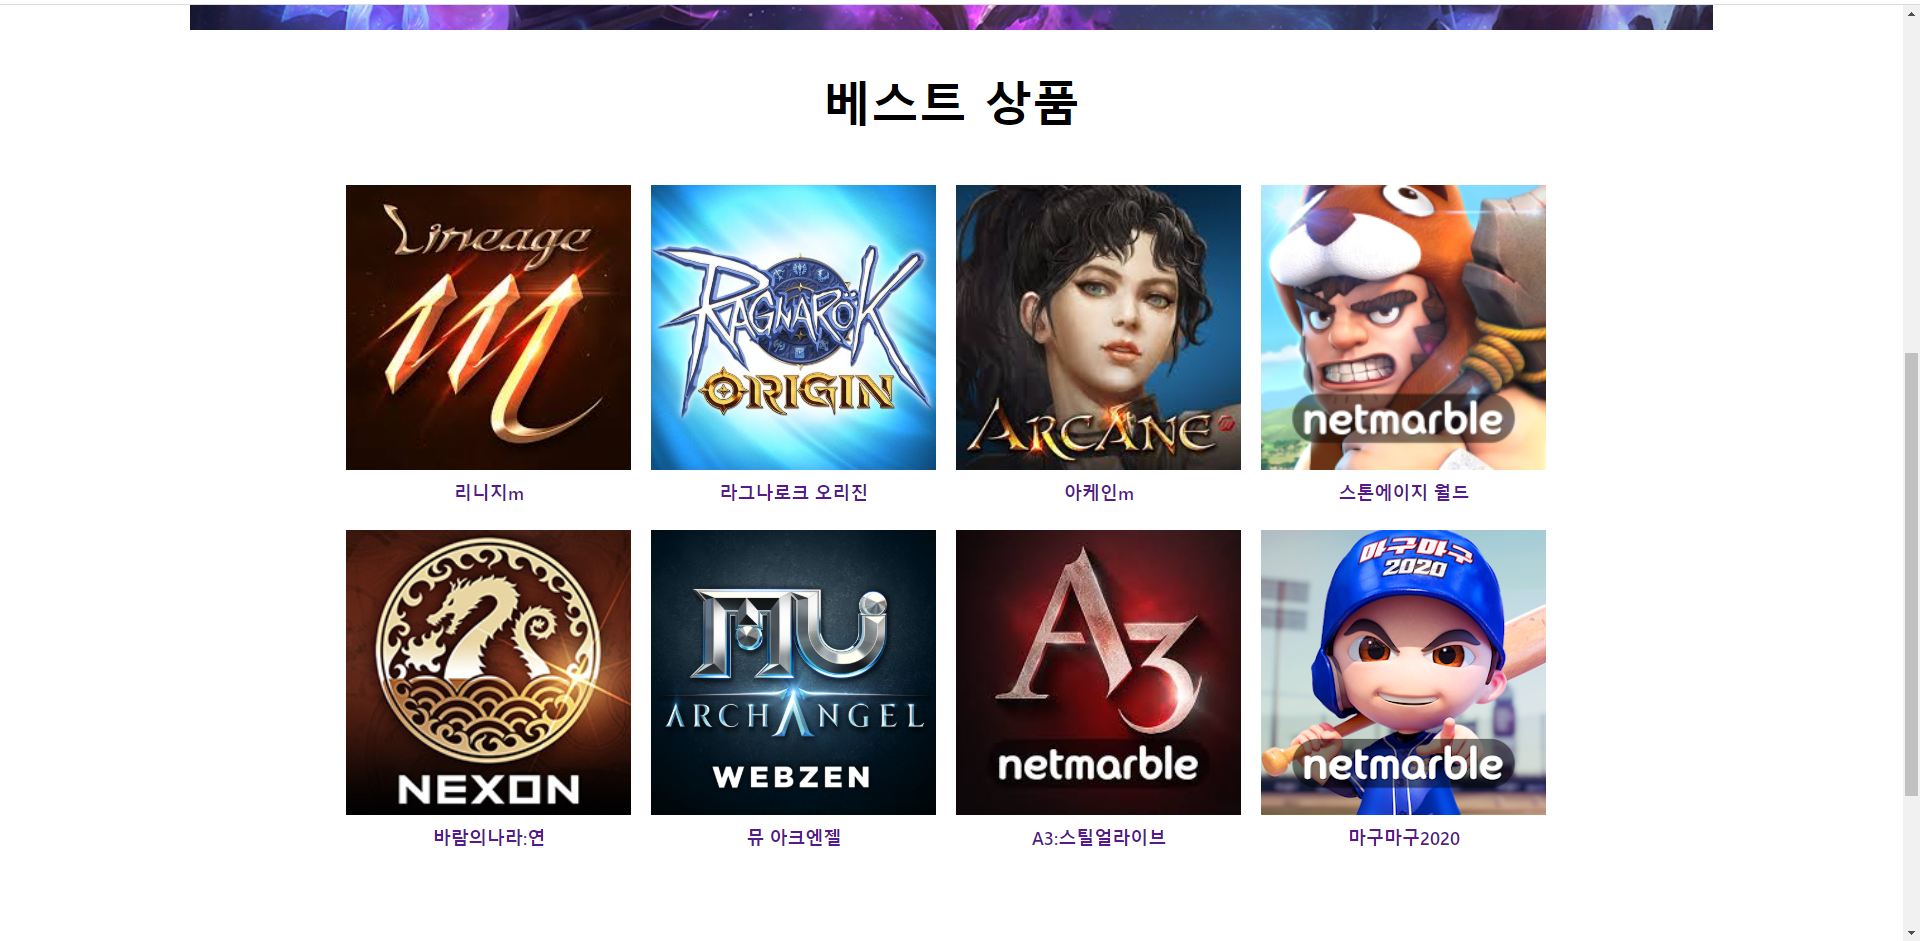 베스트 상품
Lineage
M
RAGNARÖK
ORIGIN
ARCANE
netmarble
리니지m
라그나로크 오리진
아케인m
스톤에이지 월드
NEXON
MU
ARCHANGEL
WEBZEN
A3
netmarble
마구마구
2020
netmarble
바람의나라:연
뮤 아크엔젤
A3:스틸얼라이브
마구마구2020